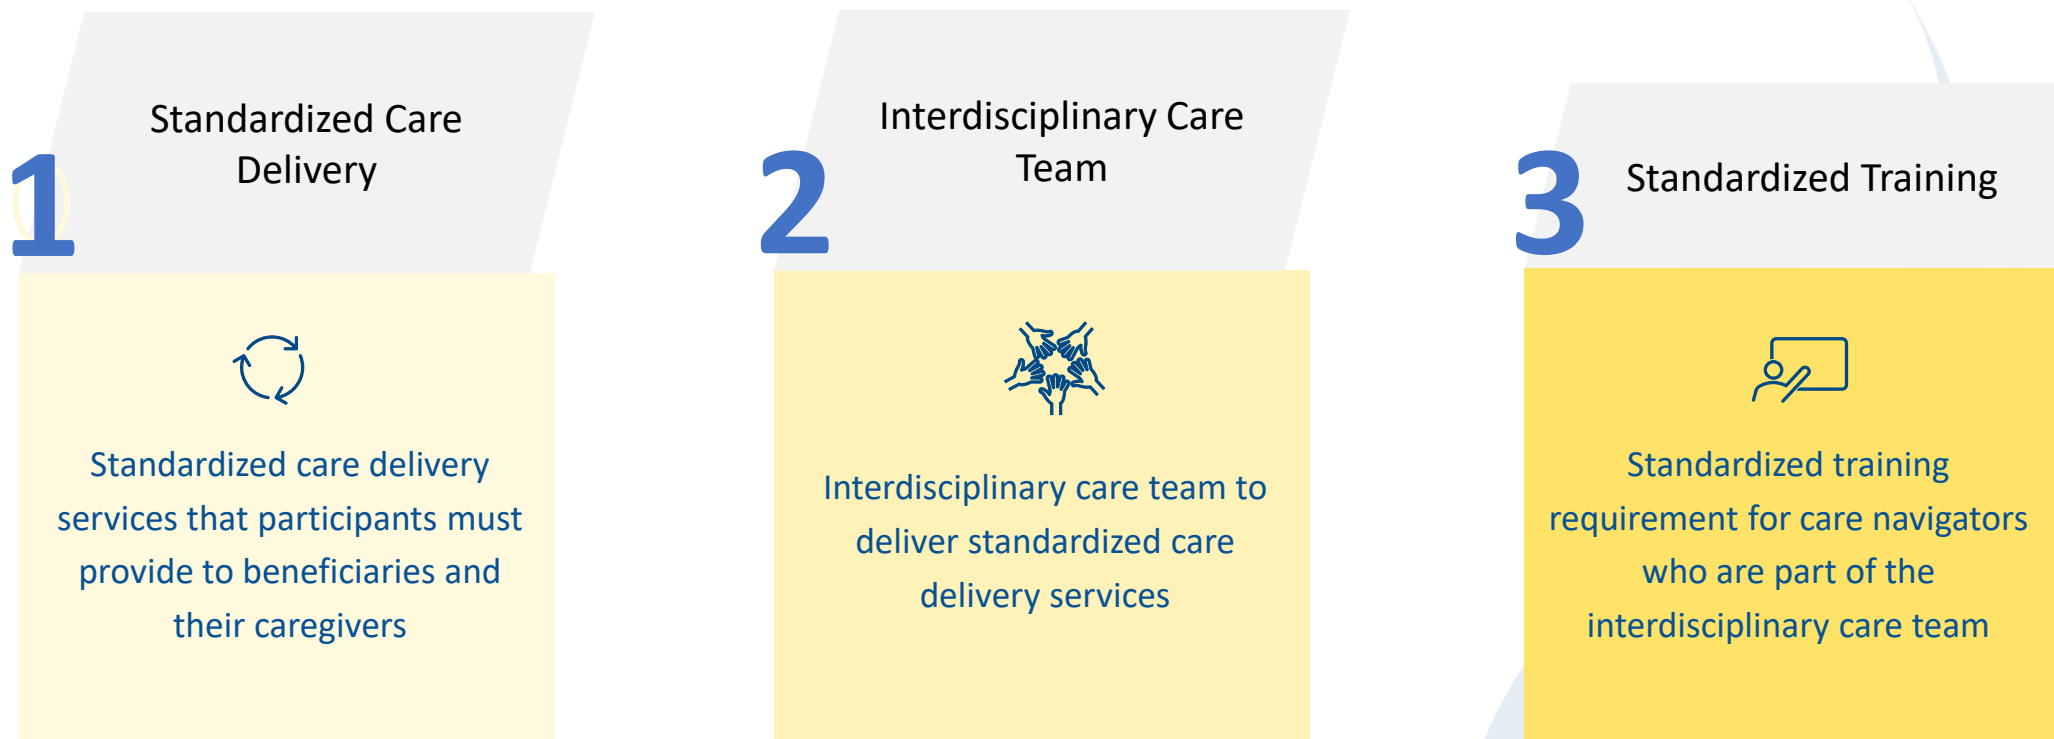 1
Standardized Care
Delivery
Standardized care delivery
services that participants must
provide to beneficiaries and
their caregivers
2
Interdisciplinary Care
Team
Interdisciplinary care team to
deliver standardized care
delivery services
3
Standardized Training
Standardized training
requirement for care navigators
who are part of the
interdisciplinary care team